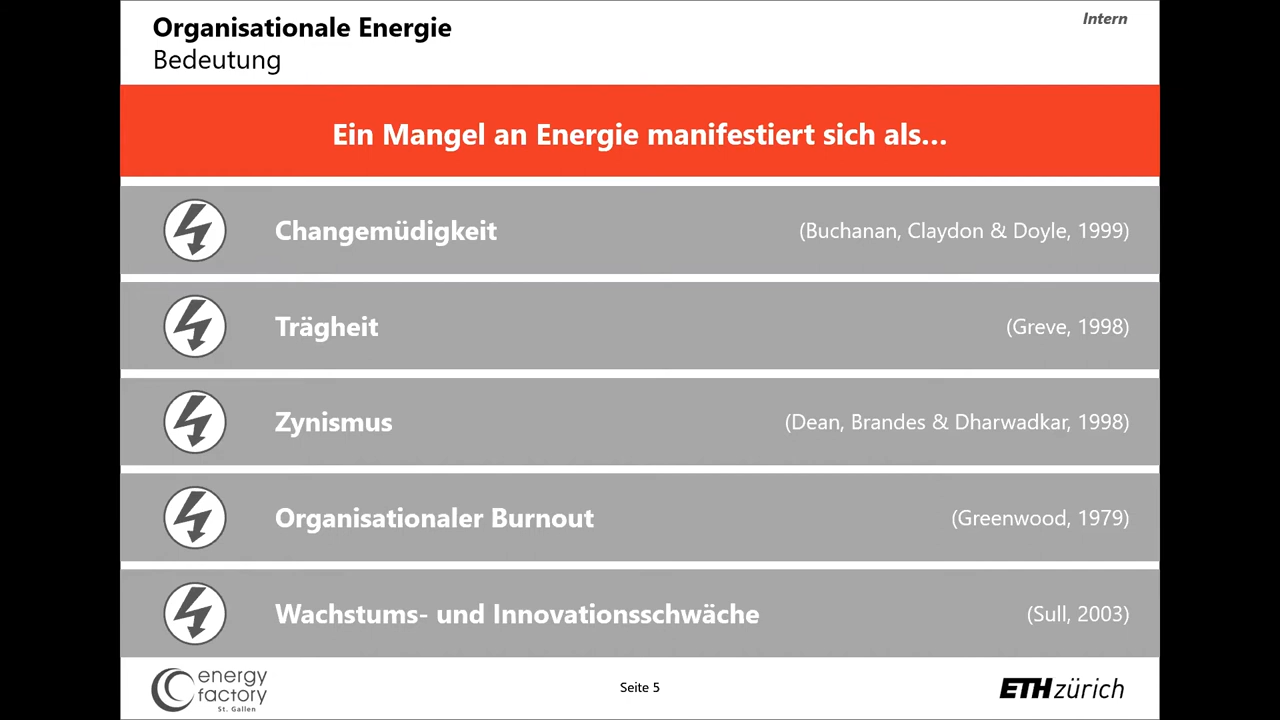 Organisationale Energie
Intern
Bedeutung
Ein Mangel an Energie manifestiert sich als...
Changemüdigkeit (Buchanan, Claydon & Doyle, 1999)
Trägheit (Greve, 1998)
Zynismus (Dean, Brandes & Dharwadkar, 1998)
Organisationaler Burnout (Greenwood, 1979)
Wachstums- und Innovationsschwäche (Sull, 2003)
energy
factory
St. Gallen
Seite 5
ETH zürich